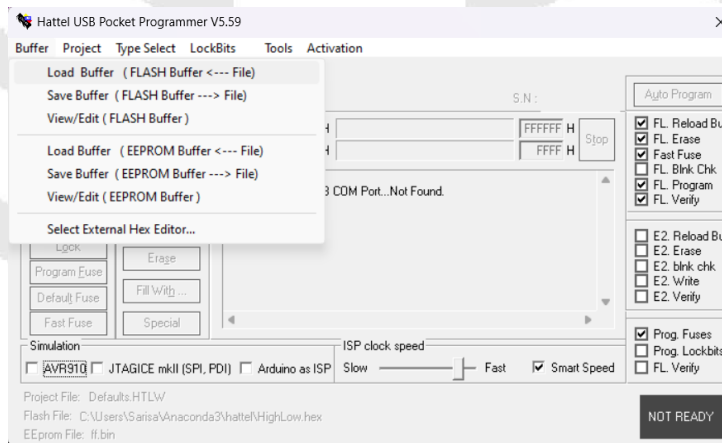 Hattel USB Pocket Programmer V5.59
Buffer Project Type Select LockBits Tools Activation
Load Buffer ( FLASH Buffer <--- File)
Save Buffer ( FLASH Buffer ---> File)
View/Edit ( FLASH Buffer )
Load Buffer ( EEPROM Buffer <--- File)
Save Buffer ( EEPROM Buffer ---> File)
View/Edit ( EEPROM Buffer )
Select External Hex Editor...
S.N :
H FFFFFF H
H FFFF H
Stop
COM Port...Not Found.
Lock
Program Fuse
Default Fuse
Fast Fuse
Erase
Fill With ...
Special
Auto Program
FL. Reload Bu
FL. Erase
Fast Fuse
FL. Blnk Chk
FL. Program
FL. Verify
E2. Reload Bu
E2. Erase
E2. blnk chk
E2. Write
E2. Verify
Prog. Fuses
Prog. Lockbits
FL. Verify
Simulation
AVR910 JTAGICE mkII (SPI, PDI) Arduino as ISP
ISP clock speed
Slow Fast Smart Speed
Project File: Defaults.HTLW
Flash File: C:\Users\Sarisa\Anaconda3\hattel\HighLow.hex
EEprom File: ff.bin
NOT READY